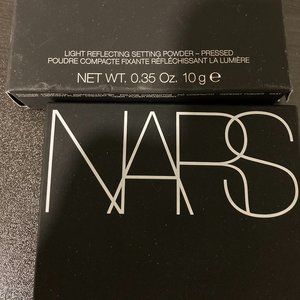 LIGHT REFLECTING SETTING POWDER – PRESSED
POUDRE COMPACTE FIXANTE RÉFLÉCHISSANT LA LUMIÈRE
NET WT. 0.35 Oz. 10 g ℮
NARS